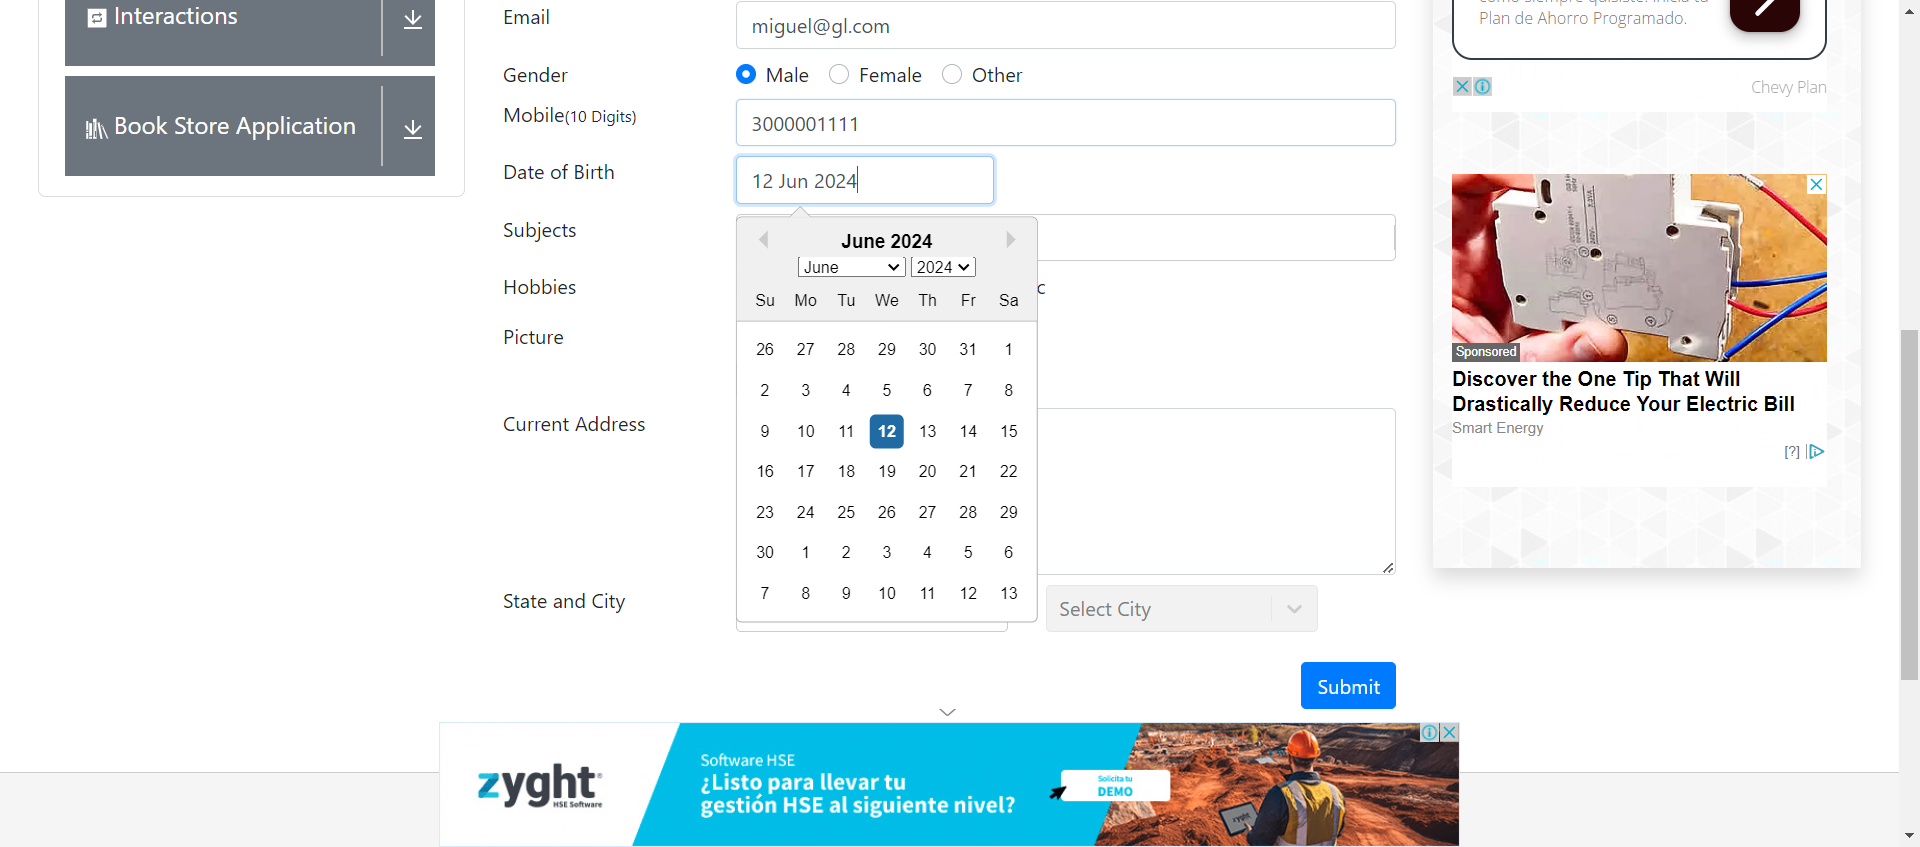 Interactions
Book Store Application
Email
miguel@gl.com
Gender
Male
Female
Other
Mobile(10 Digits)
3000001111
Date of Birth
12 Jun 2024
Subjects
Hobbies
c
Picture
Current Address
State and City
Select City
Submit
June 2024
June
2024
Su Mo Tu We Th Fr Sa
26 27 28 29 30 31 1
2 3 4 5 6 7 8
9 10 11 12 13 14 15
16 17 18 19 20 21 22
23 24 25 26 27 28 29
30 1 2 3 4 5 6
7 8 9 10 11 12 13
Plan de Ahorro Programado.
Chevy Plan
Sponsored
Discover the One Tip That Will
Drastically Reduce Your Electric Bill
Smart Energy
[?]
zyght
HSE Software
Software HSE
¿Listo para llevar tu
gestión HSE al siguiente nivel?
Solicita tu
DEMO
zyght